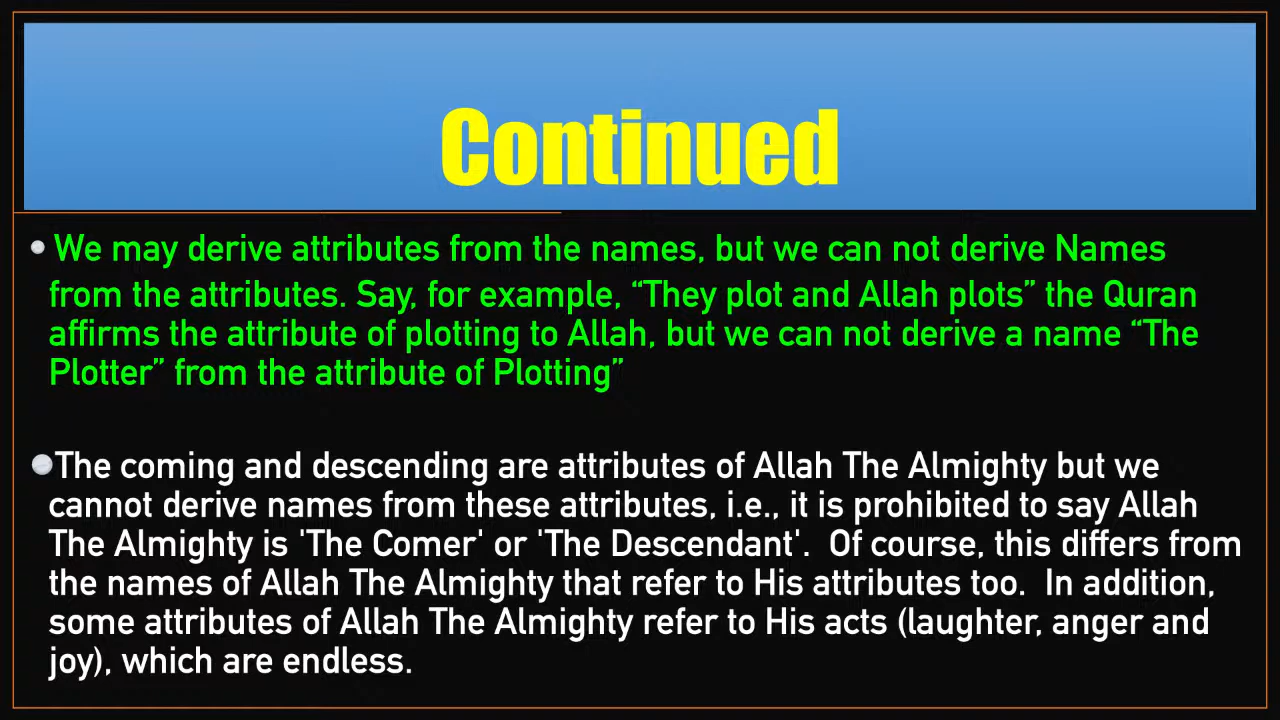 Continued
We may derive attributes from the names, but we can not derive Names
from the attributes. Say, for example, “They plot and Allah plots” the Quran
affirms the attribute of plotting to Allah, but we can not derive a name “The
Plotter” from the attribute of Plotting”
The coming and descending are attributes of Allah The Almighty but we
cannot derive names from these attributes, i.e., it is prohibited to say Allah
The Almighty is 'The Comer' or 'The Descendant'. Of course, this differs from
the names of Allah The Almighty that refer to His attributes too. In addition,
some attributes of Allah The Almighty refer to His acts (laughter, anger and
joy), which are endless.